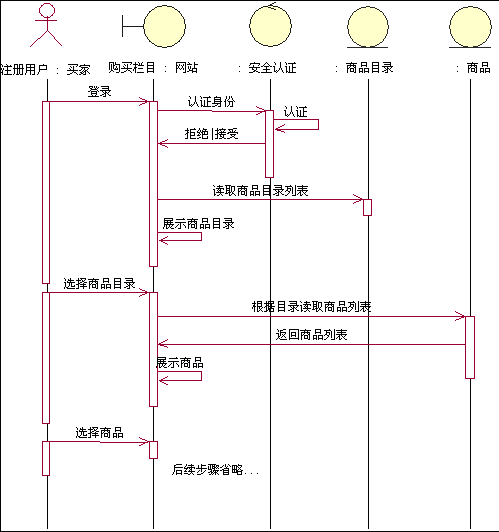 注册用户 : 买家
购买栏目 : 网站
: 安全认证
: 商品目录
: 商品
登录
认证身份
认证
拒绝|接受
读取商品目录列表
展示商品目录
选择商品目录
根据目录读取商品列表
返回商品列表
展示商品
选择商品
后续步骤省略...